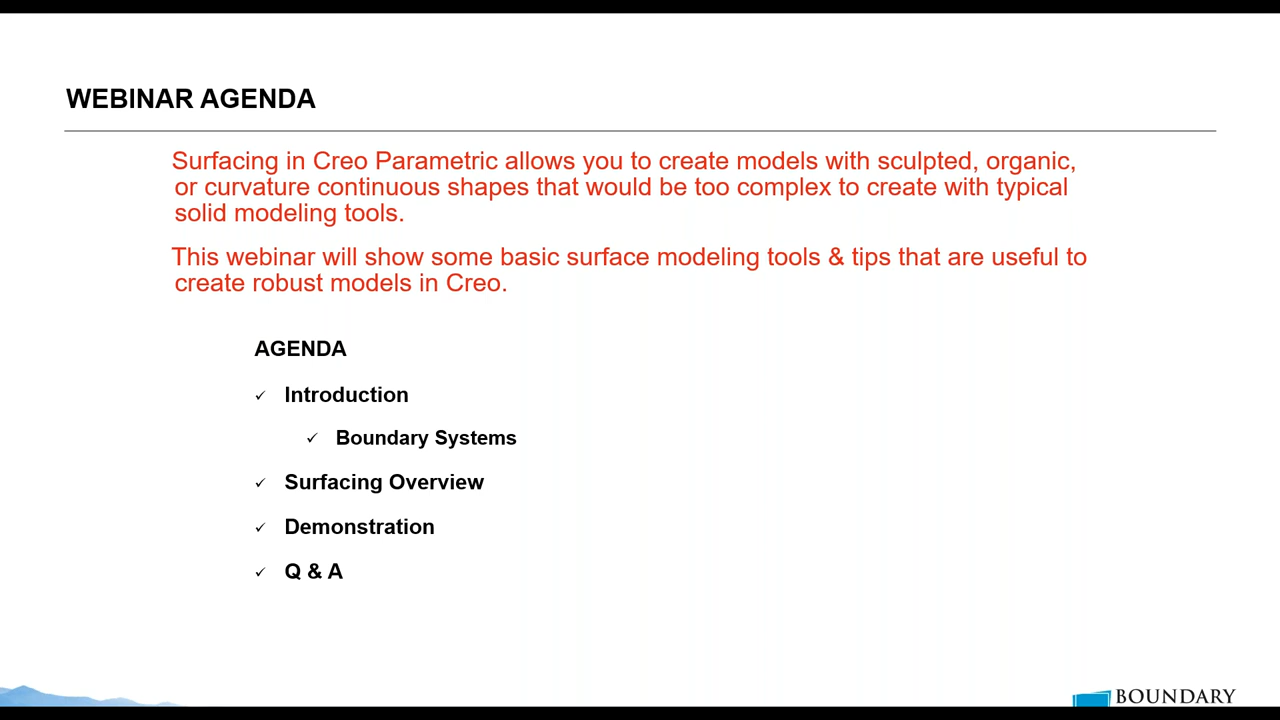 WEBINAR AGENDA
Surfacing in Creo Parametric allows you to create models with sculpted, organic,
or curvature continuous shapes that would be too complex to create with typical
solid modeling tools.
This webinar will show some basic surface modeling tools & tips that are useful to
create robust models in Creo.
AGENDA
✓ Introduction
✓ Boundary Systems
✓ Surfacing Overview
✓ Demonstration
✓ Q & A
BOUNDARY